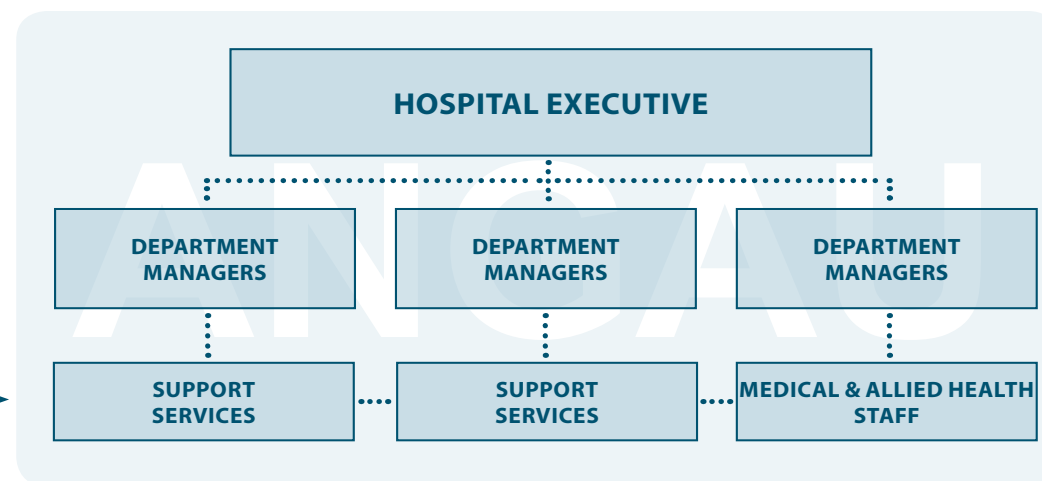 HOSPITAL EXECUTIVE
ANGAU
DEPARTMENT
MANAGERS
DEPARTMENT
MANAGERS
DEPARTMENT
MANAGERS
SUPPORT
SERVICES
SUPPORT
SERVICES
MEDICAL & ALLIED HEALTH
STAFF